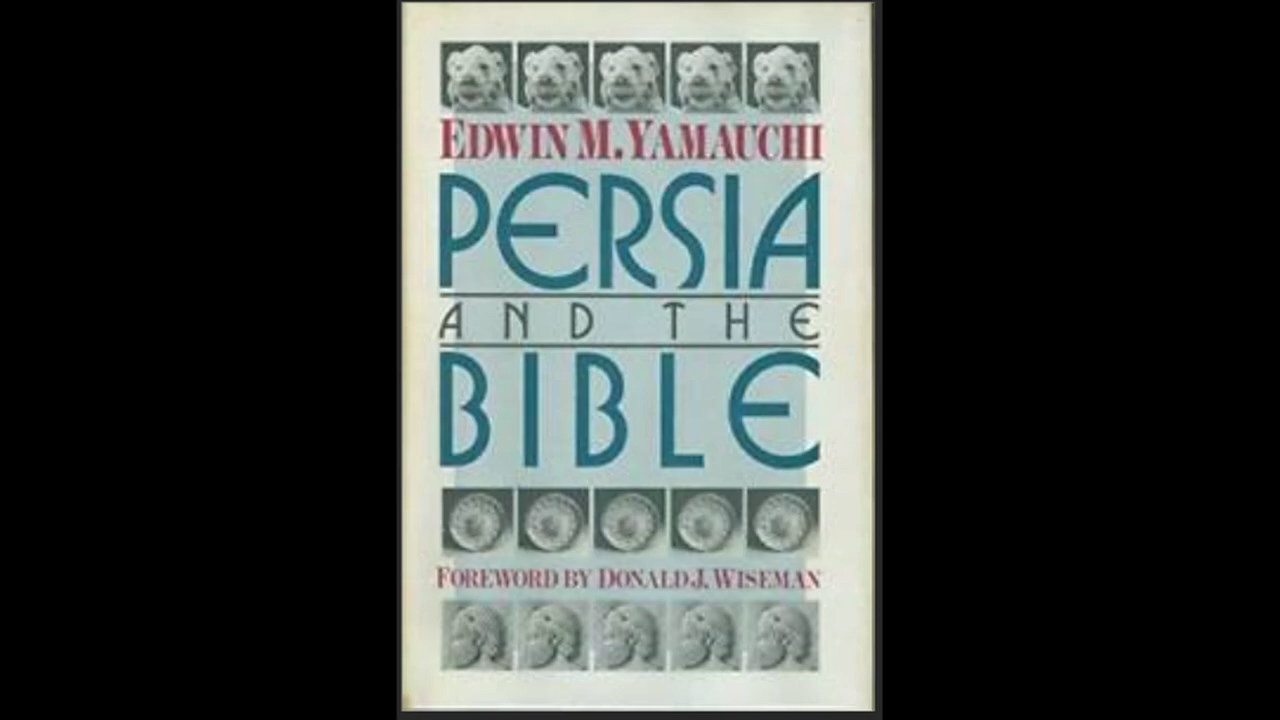 EDWIN M. YAMAUCHI
PERSIA
AND THE
BIBLE
FOREWORD BY DONALD J. WISEMAN